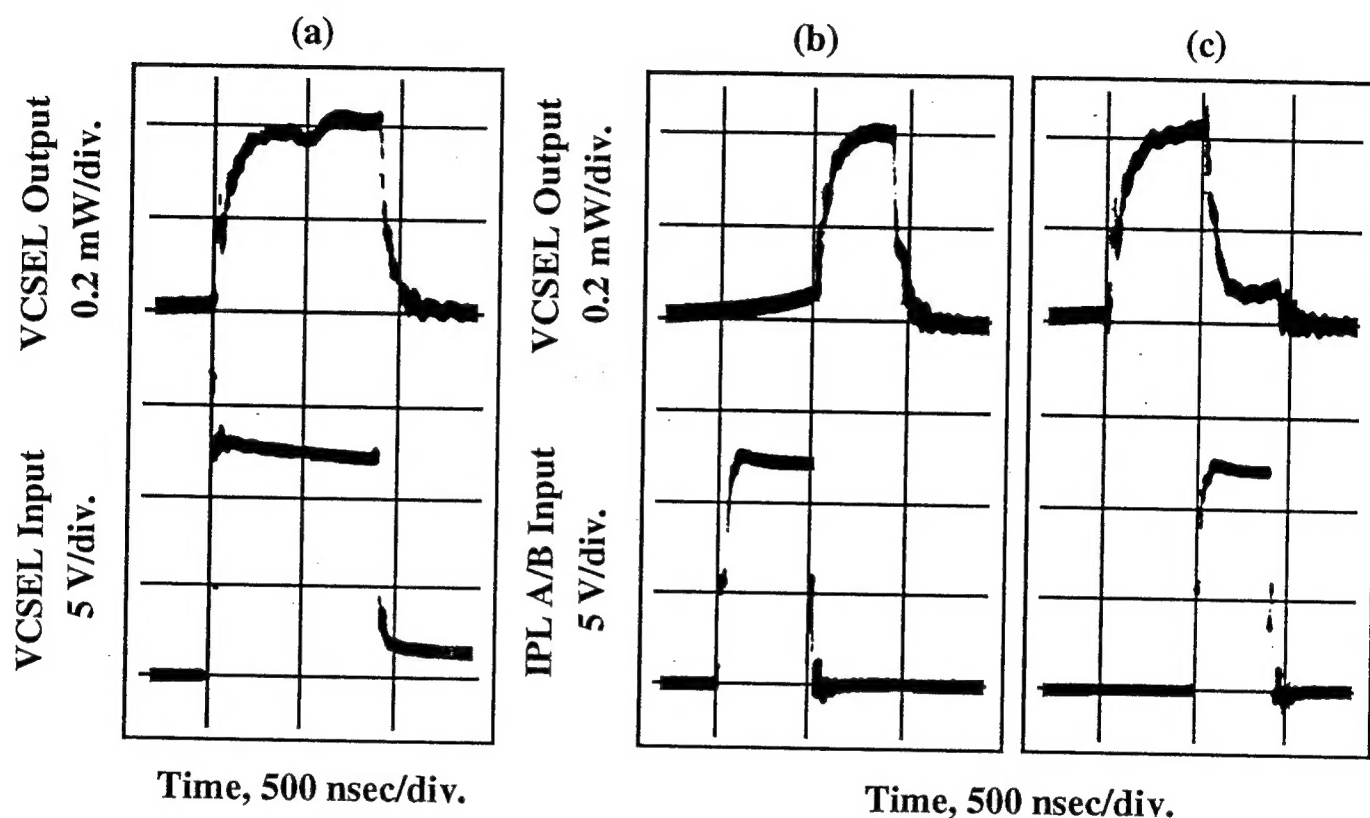 (a)
(b)
(c)
VCSEL Output
0.2 mW/div.
VCSEL Input
5 V/div.
VCSEL Output
0.2 mW/div.
IPL A/B Input
5 V/div.
Time, 500 nsec/div.
Time, 500 nsec/div.